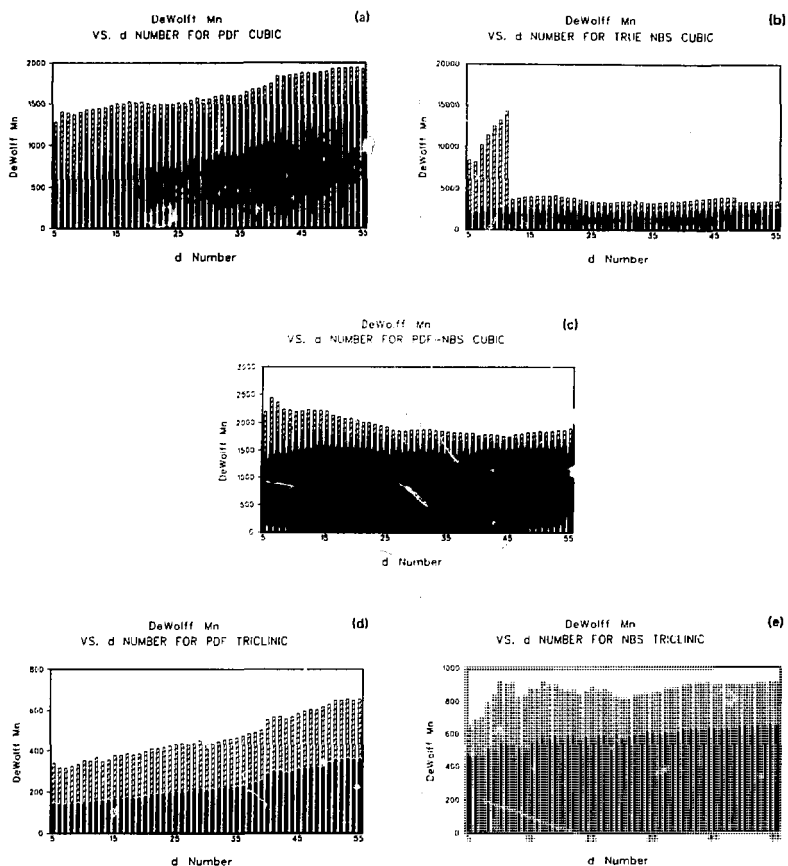 (a)
DeWolff Mn
VS. d NUMBER FOR PDF CUBIC
DeWolff Mn
2000
1500
1000
500
0
5 15 25 35 45 55
d Number
(b)
DeWolff Mn
VS. d NUMBER FOR TRUE NBS CUBIC
DeWolff Mn
20000
15000
10000
5000
0
5 15 25 35 45 55
d Number
(c)
DeWolff Mn
VS. d NUMBER FOR PDF-NBS CUBIC
DeWolff Mn
2500
2000
1500
1000
500
0
5 15 25 35 45 55
d Number
(d)
DeWolff Mn
VS. d NUMBER FOR PDF TRICLINIC
DeWolff Mn
800
600
400
200
0
5 15 25 35 45 55
d Number
(e)
DeWolff Mn
VS. d NUMBER FOR NBS TRICLINIC
DeWolff Mn
1000
800
600
400
200
0
d Number